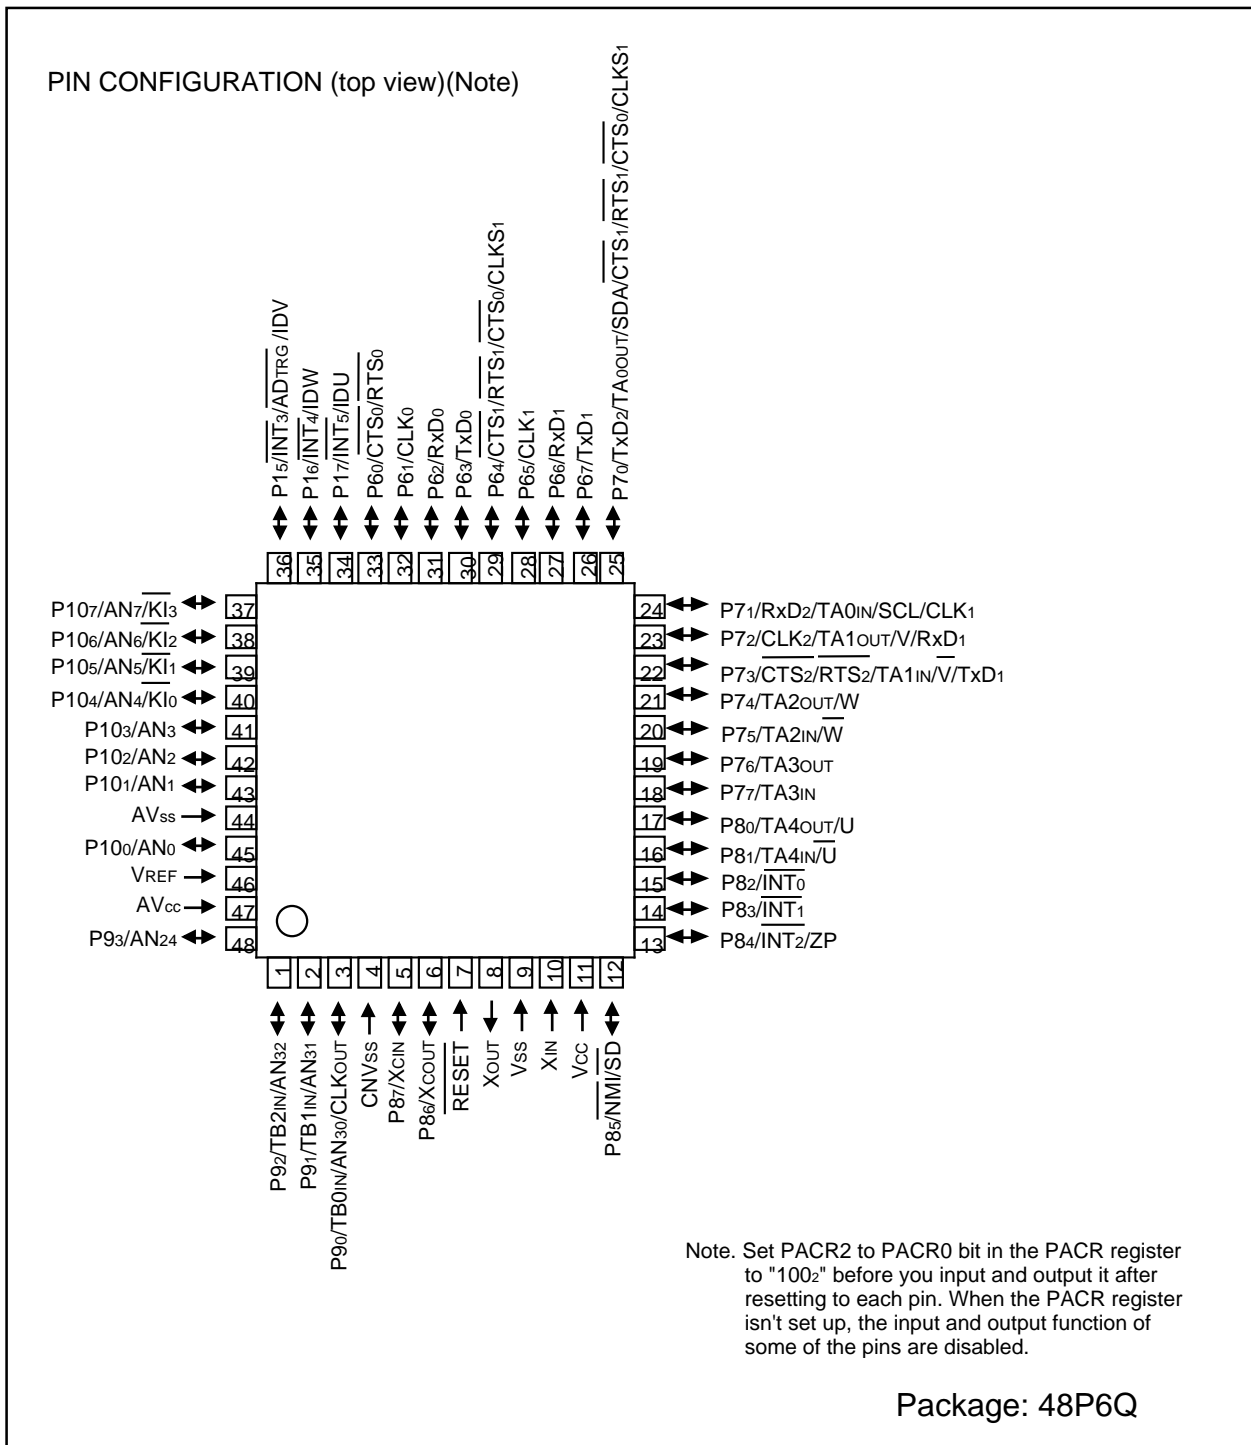 PIN CONFIGURATION (top view)(Note)
P15/INT3/ADTRG /IDV
P16/INT4/IDW
P17/INT5/IDU
P60/CTS0/RTS0
P61/CLK0
P62/RxD0
P63/TxD0
P64/CTS1/RTS1/CTS0/CLKS1
P65/CLK1
P66/RxD1
P67/TxD1
P70/TxD2/TA0OUT/SDA/CTS1/RTS1/CTS0/CLKS1
36 35 34 33 32 31 30 29 28 27 26 25
P107/AN7/KI3 37
P106/AN6/KI2 38
P105/AN5/KI1 39
P104/AN4/KI0 40
P103/AN3 41
P102/AN2 42
P101/AN1 43
AVss 44
P100/AN0 45
VREF 46
AVcc 47
P93/AN24 48
24 P71/RxD2/TA0IN/SCL/CLK1
23 P72/CLK2/TA1OUT/V/RxD1
22 P73/CTS2/RTS2/TA1IN/V/TxD1
21 P74/TA2OUT/W
20 P75/TA2IN/W
19 P76/TA3OUT
18 P77/TA3IN
17 P80/TA4OUT/U
16 P81/TA4IN/U
15 P82/INT0
14 P83/INT1
13 P84/INT2/ZP
1 2 3 4 5 6 7 8 9 10 11 12
P92/TB2IN/AN32
P91/TB1IN/AN31
P90/TB0IN/AN30/CLKOUT
CNVss
P87/XCIN
P86/XCOUT
RESET
XOUT
Vss
XIN
Vcc
P85/NMI/SD
Note. Set PACR2 to PACR0 bit in the PACR register
to "1002" before you input and output it after
resetting to each pin. When the PACR register
isn't set up, the input and output function of
some of the pins are disabled.
Package: 48P6Q